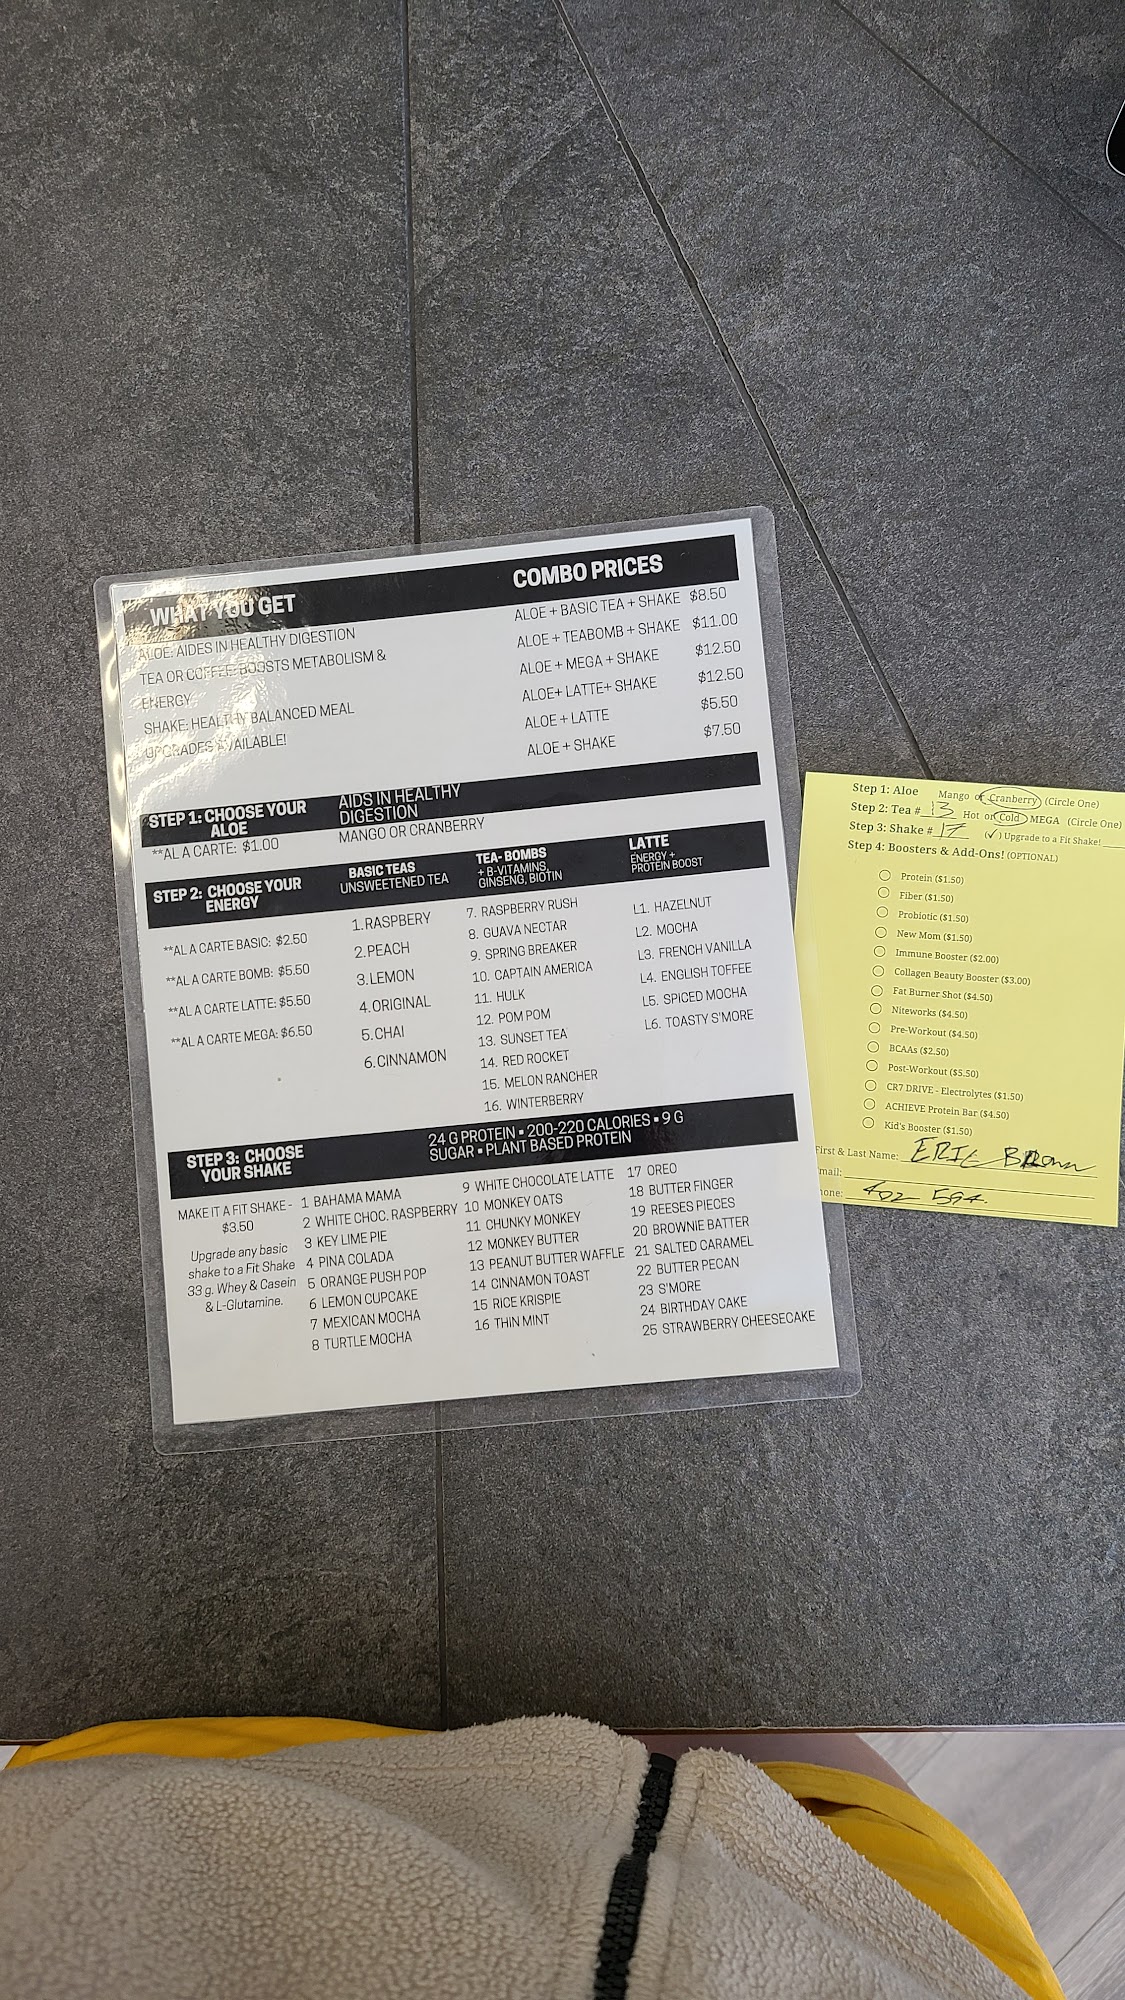 WHAT YOU GET
ALOE: AIDES IN HEALTHY DIGESTION
TEA OR COFFEE: BOOSTS METABOLISM &
ENERGY
SHAKE: HEALTHY BALANCED MEAL
UPGRADES AVAILABLE!
COMBO PRICES
ALOE + BASIC TEA + SHAKE $8.50
ALOE + TEABOMB + SHAKE $11.00
ALOE + MEGA + SHAKE $12.50
ALOE+ LATTE+ SHAKE $12.50
ALOE + LATTE $5.50
ALOE + SHAKE $7.50
STEP 1: CHOOSE YOUR
ALOE
AIDS IN HEALTHY
DIGESTION
**AL A CARTE: $1.00
MANGO OR CRANBERRY
STEP 2: CHOOSE YOUR
ENERGY
**AL A CARTE BASIC: $2.50
**AL A CARTE BOMB: $5.50
**AL A CARTE LATTE: $5.50
**AL A CARTE MEGA: $6.50
BASIC TEAS
UNSWEETENED TEA
1.RASPBERY
2.PEACH
3.LEMON
4.ORIGINAL
5.CHAI
6.CINNAMON
TEA- BOMBS
+ B-VITAMINS,
GINSENG, BIOTIN
7. RASPBERRY RUSH
8. GUAVA NECTAR
9. SPRING BREAKER
10. CAPTAIN AMERICA
11. HULK
12. POM POM
13. SUNSET TEA
14. RED ROCKET
15. MELON RANCHER
16. WINTERBERRY
LATTE
ENERGY +
PROTEIN BOOST
L1. HAZELNUT
L2. MOCHA
L3. FRENCH VANILLA
L4. ENGLISH TOFFEE
L5. SPICED MOCHA
L6. TOASTY S'MORE
STEP 3: CHOOSE
YOUR SHAKE
24 G PROTEIN ▪ 200-220 CALORIES ▪ 9 G
SUGAR ▪ PLANT BASED PROTEIN
MAKE IT A FIT SHAKE -
$3.50
Upgrade any basic
shake to a Fit Shake
33 g. Whey & Casein
& L-Glutamine.
1 BAHAMA MAMA
2 WHITE CHOC. RASPBERRY
3 KEY LIME PIE
4 PINA COLADA
5 ORANGE PUSH POP
6 LEMON CUPCAKE
7 MEXICAN MOCHA
8 TURTLE MOCHA
9 WHITE CHOCOLATE LATTE
10 MONKEY OATS
11 CHUNKY MONKEY
12 MONKEY BUTTER
13 PEANUT BUTTER WAFFLE
14 CINNAMON TOAST
15 RICE KRISPIE
16 THIN MINT
17 OREO
18 BUTTER FINGER
19 REESES PIECES
20 BROWNIE BATTER
21 SALTED CARAMEL
22 BUTTER PECAN
23 S'MORE
24 BIRTHDAY CAKE
25 STRAWBERRY CHEESECAKE
Step 1: Aloe Mango or Cranberry (Circle One)
Step 2: Tea # 13 Hot or Cold MEGA (Circle One)
Step 3: Shake # 17 (✓) Upgrade to a Fit Shake!
Step 4: Boosters & Add-Ons! (OPTIONAL)
Protein ($1.50)
Fiber ($1.50)
Probiotic ($1.50)
New Mom ($1.50)
Immune Booster ($2.00)
Collagen Beauty Booster ($3.00)
Fat Burner Shot ($4.50)
Niteworks ($4.50)
Pre-Workout ($4.50)
BCAAs ($2.50)
Post-Workout ($5.50)
CR7 DRIVE - Electrolytes ($1.50)
ACHIEVE Protein Bar ($4.50)
Kid's Booster ($1.50)
First & Last Name: ERIC BROWN
mail:
hone: 402 594